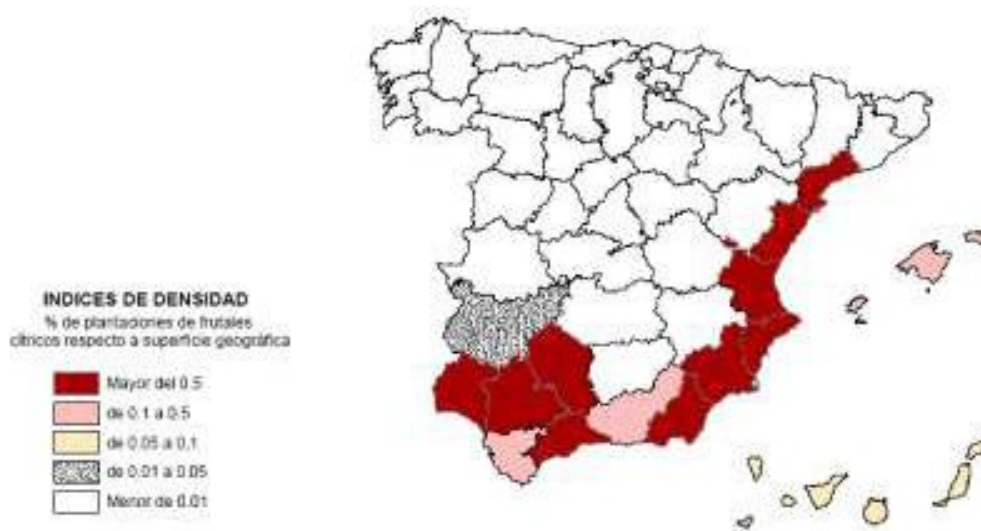 INDICES DE DENSIDAD
% de plantaciones de frutales
cítricos respecto a superficie geográfica
Mayor del 0.5
de 0.1 a 0.5
de 0.05 a 0.1
de 0.01 a 0.05
Menor de 0.01